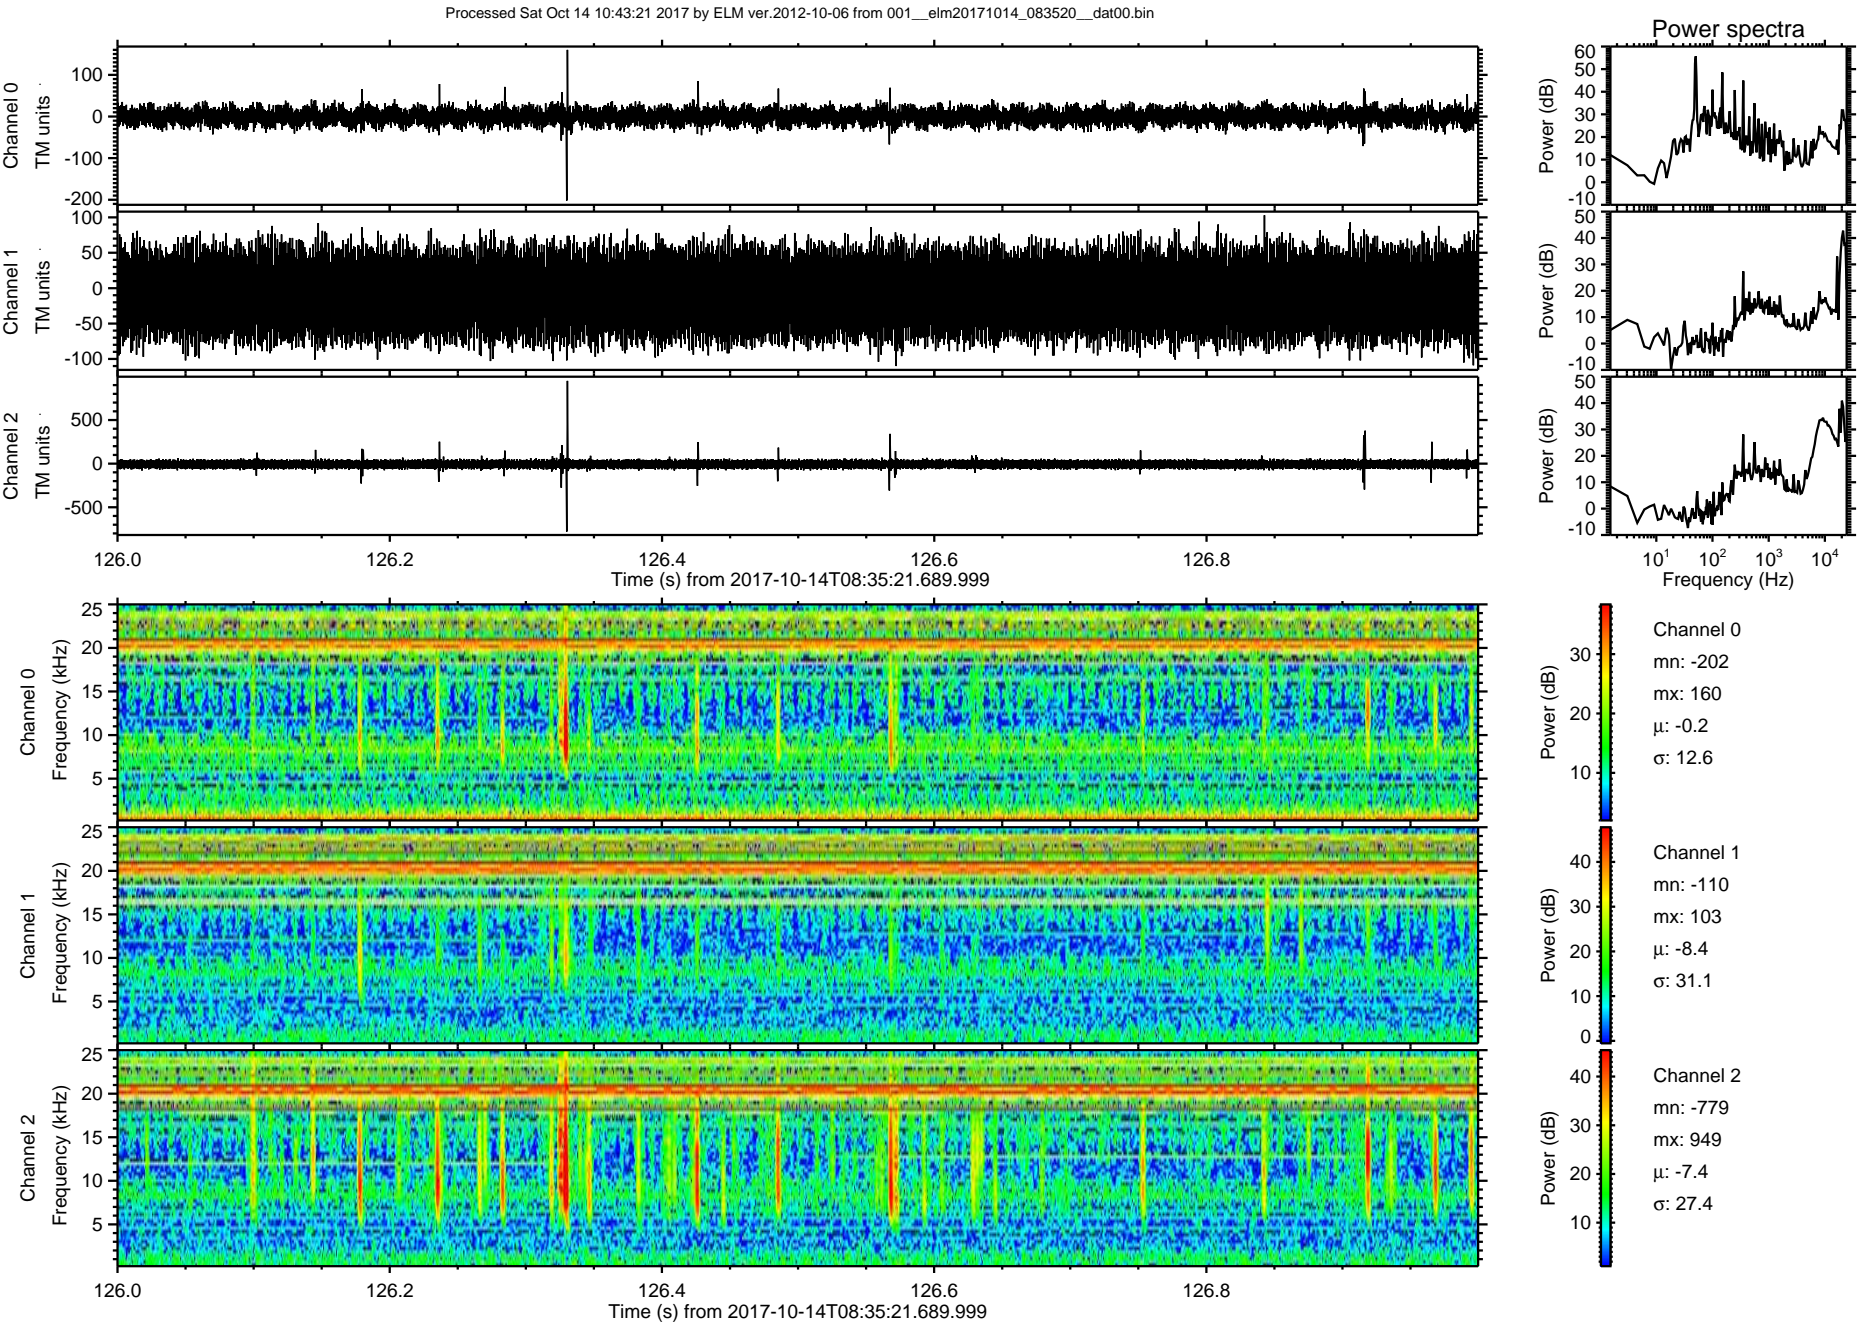 Processed Sat Oct 14 10:43:21 2017 by ELM ver.2012-10-06 from 001__elm20171014_083520__dat00.bin
Power spectra
Channel 0
TM units
100
0
-100
-200
Power (dB)
60
50
40
30
20
10
0
-10
Channel 1
TM units
100
50
0
-50
-100
Power (dB)
50
40
30
20
10
0
-10
Channel 2
TM units
500
0
-500
Power (dB)
50
40
30
20
10
0
-10
126.0 126.2 126.4 126.6 126.8
Time (s) from 2017-10-14T08:35:21.689.999
10¹ 10² 10³ 10⁴
Frequency (Hz)
Channel 0
Frequency (kHz)
25
20
15
10
5
Power (dB)
30
20
10
Channel 0
mn: -202
mx: 160
μ: -0.2
σ: 12.6
Channel 1
Frequency (kHz)
25
20
15
10
5
Power (dB)
40
30
20
10
0
Channel 1
mn: -110
mx: 103
μ: -8.4
σ: 31.1
Channel 2
Frequency (kHz)
25
20
15
10
5
Power (dB)
40
30
20
10
Channel 2
mn: -779
mx: 949
μ: -7.4
σ: 27.4
126.0 126.2 126.4 126.6 126.8
Time (s) from 2017-10-14T08:35:21.689.999